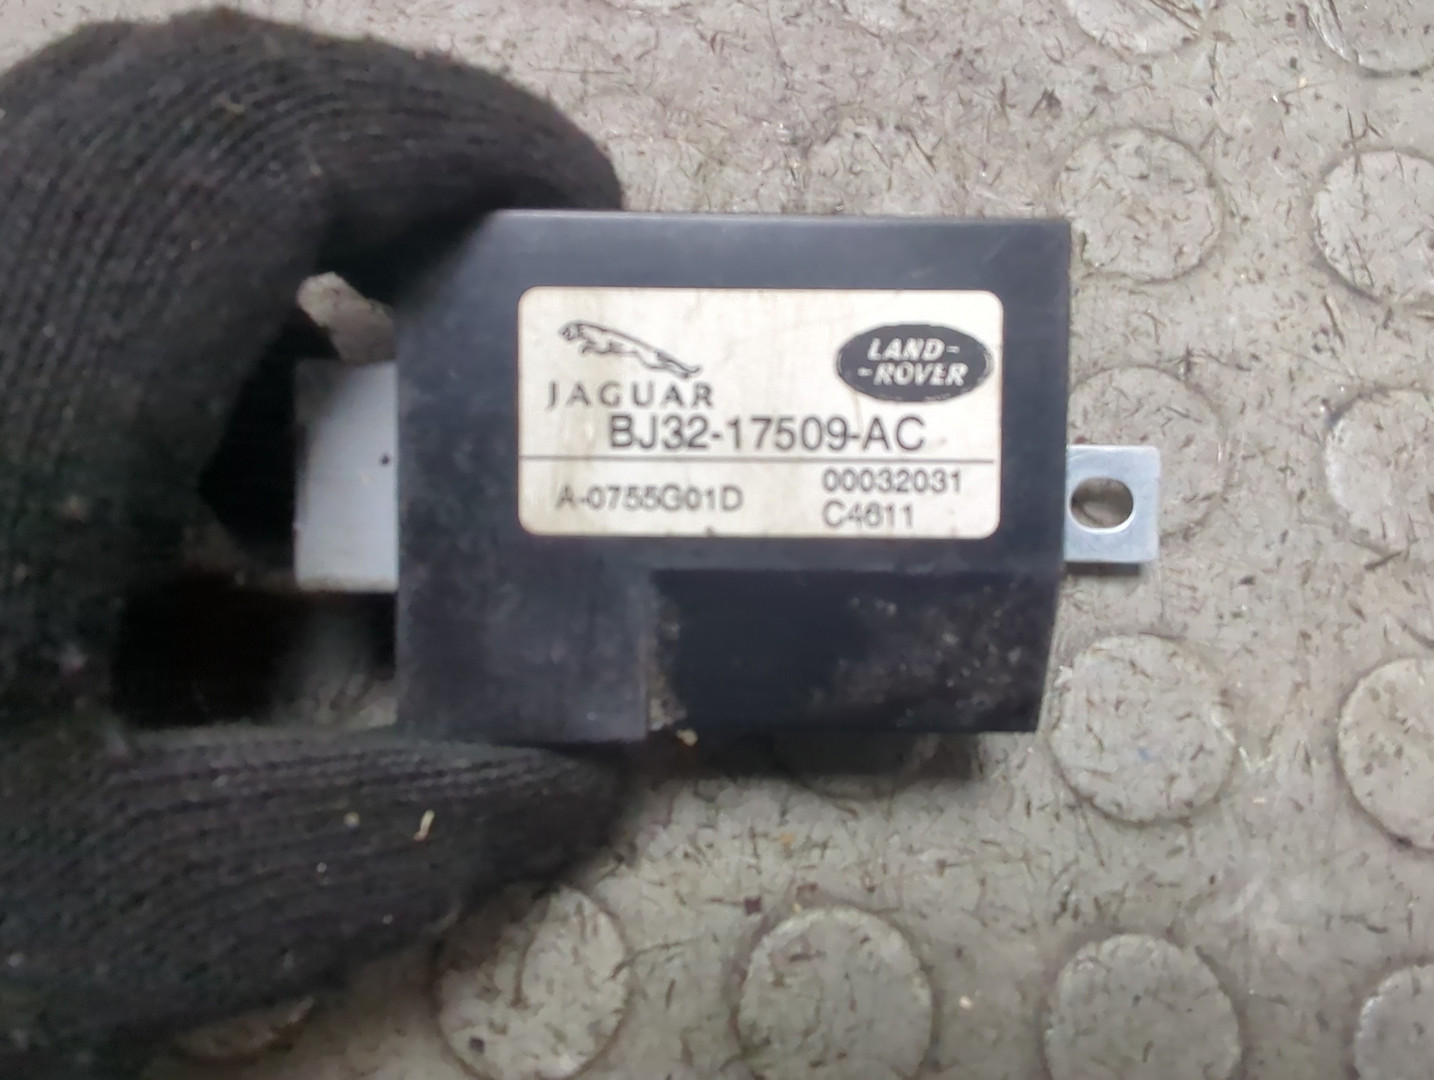 JAGUAR
LAND-
-ROVER
BJ32-17509-AC
A-0755G01D
00032031
C4611